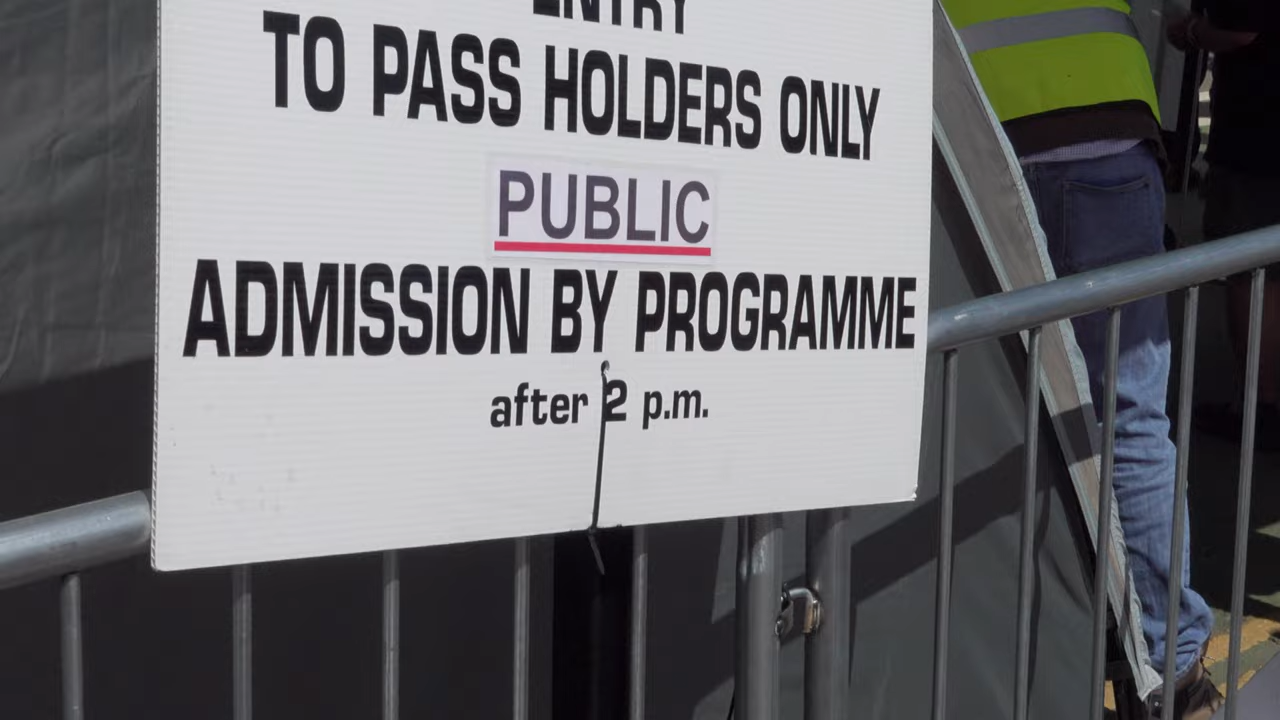 ENTRY
TO PASS HOLDERS ONLY
PUBLIC
ADMISSION BY PROGRAMME
after 2 p.m.